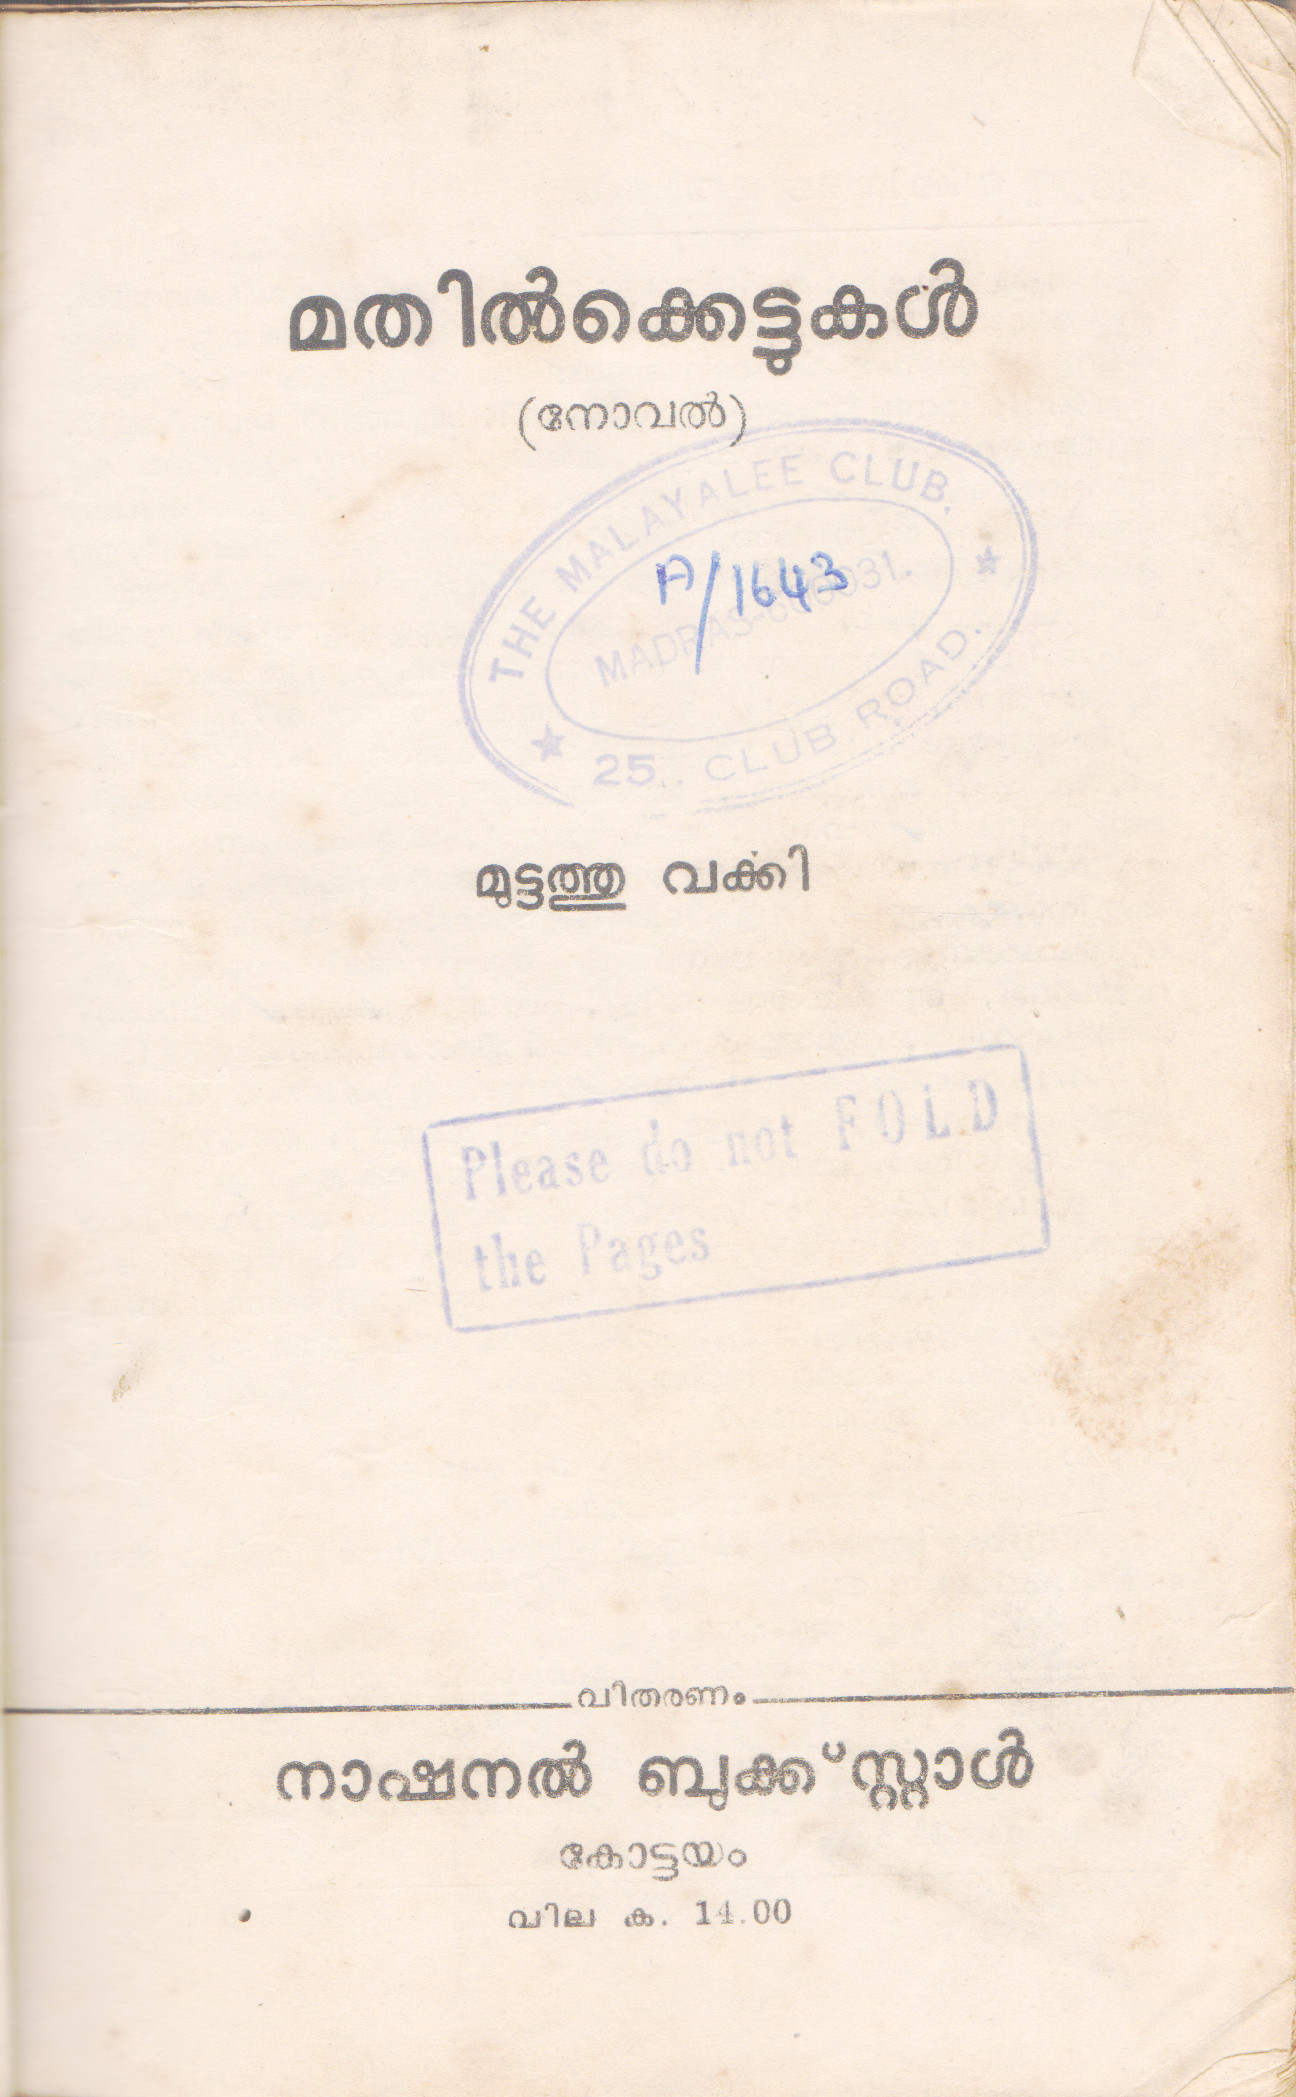 മതിൽക്കെട്ടുകൾ
(നോവൽ)
THE MALAYALEE CLUB.
A/1643
MADRAS-600031.
25, CLUB ROAD.
മുട്ടത്തു വക്കി
Please do not FOLD
the Pages
വിതരണം
നാഷനൽ ബുക്ക്സ്റ്റാൾ
കോട്ടയം
വില ക. 14.00